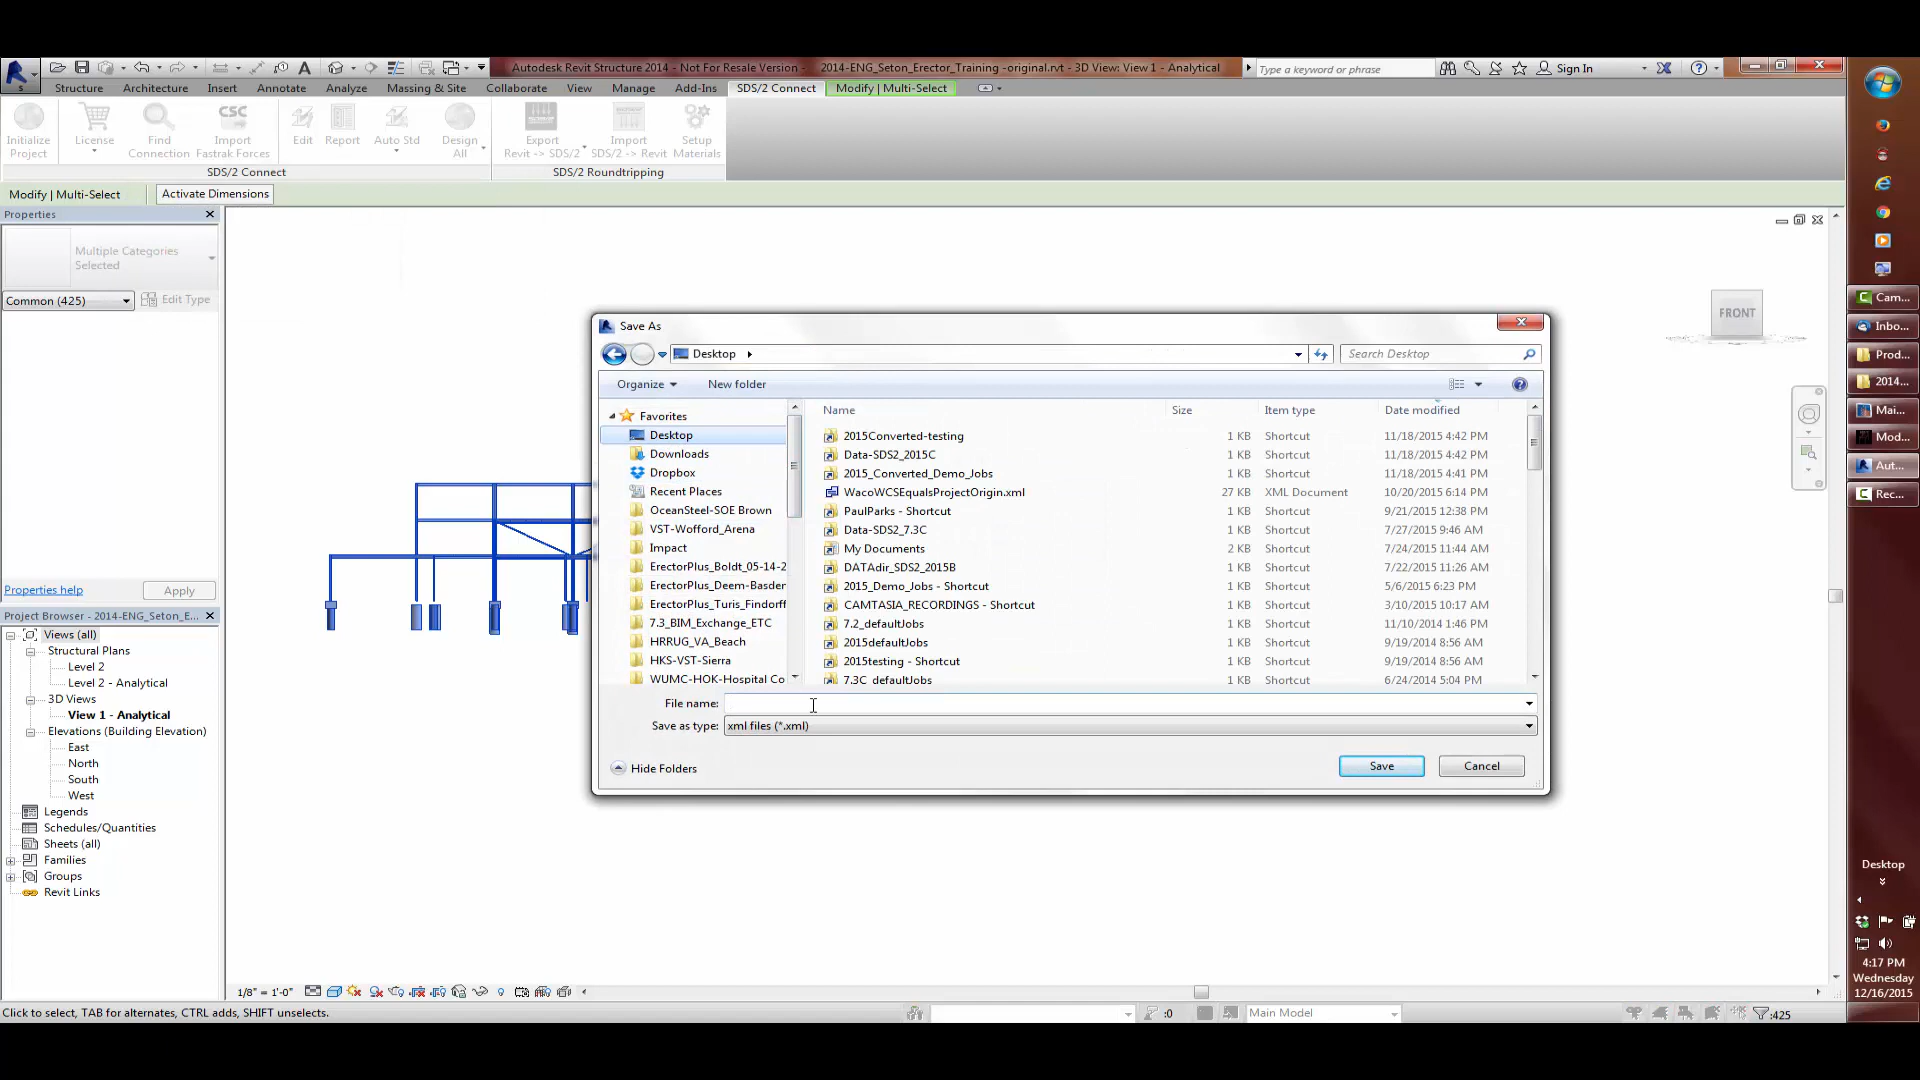 Autodesk Revit Structure 2014 - Not For Resale Version - 2014-ENG_Seton_Erector_Training -original.rvt - 3D View: View 1 - Analytical
Type a keyword or phrase
Sign In
Structure Architecture Insert Annotate Analyze Massing & Site Collaborate View Manage Add-Ins SDS/2 Connect Modify | Multi-Select
Initialize Project
License
Find Connection
CSC
Import Fastrak Forces
Edit
Report
Auto Std
Design All
Export Revit -> SDS/2
Import SDS/2 -> Revit
Setup Materials
SDS/2 Connect
SDS/2 Roundtripping
Modify | Multi-Select
Activate Dimensions
Properties
Multiple Categories Selected
Common (425)
Edit Type
Properties help
Apply
Project Browser - 2014-ENG_Seton_E...
Views (all)
Structural Plans
Level 2
Level 2 - Analytical
3D Views
View 1 - Analytical
Elevations (Building Elevation)
East
North
South
West
Legends
Schedules/Quantities
Sheets (all)
Families
Groups
Revit Links
FRONT
Save As
Desktop
Search Desktop
Organize
New folder
Favorites
Desktop
Downloads
Dropbox
Recent Places
OceanSteel-SOE Brown
VST-Wofford_Arena
Impact
ErectorPlus_Boldt_05-14-2
ErectorPlus_Deem-Basder
ErectorPlus_Turis_Findorff
7.3_BIM_Exchange_ETC
HRRUG_VA_Beach
HKS-VST-Sierra
WUMC-HOK-Hospital Co
Name Size Item type Date modified
2015Converted-testing 1 KB Shortcut 11/18/2015 4:42 PM
Data-SDS2_2015C 1 KB Shortcut 11/18/2015 4:42 PM
2015_Converted_Demo_Jobs 1 KB Shortcut 11/18/2015 4:41 PM
WacoWCSEqualsProjectOrigin.xml 27 KB XML Document 10/20/2015 6:14 PM
PaulParks - Shortcut 1 KB Shortcut 9/21/2015 12:38 PM
Data-SDS2_7.3C 1 KB Shortcut 7/27/2015 9:46 AM
My Documents 2 KB Shortcut 7/24/2015 11:44 AM
DATAdir_SDS2_2015B 1 KB Shortcut 7/22/2015 11:26 AM
2015_Demo_Jobs - Shortcut 1 KB Shortcut 5/6/2015 6:23 PM
CAMTASIA_RECORDINGS - Shortcut 1 KB Shortcut 3/10/2015 10:17 AM
7.2_defaultJobs 1 KB Shortcut 11/10/2014 1:46 PM
2015defaultJobs 1 KB Shortcut 9/19/2014 8:56 AM
2015testing - Shortcut 1 KB Shortcut 9/19/2014 8:56 AM
7.3C_defaultJobs 1 KB Shortcut 6/24/2014 5:04 PM
File name:
Save as type: xml files (*.xml)
Hide Folders
Save
Cancel
1/8" = 1'-0"
Click to select, TAB for alternates, CTRL adds, SHIFT unselects.
:0
Main Model
:425
Cam...
Inbo...
Prod...
2014...
Mai...
Mod...
Aut...
Rec...
Desktop
4:17 PM
Wednesday
12/16/2015